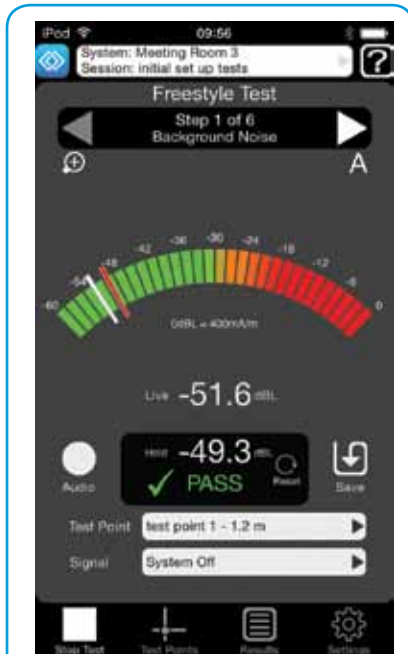 iPod 09:56
System: Meeting Room 3
Session: initial set up tests
?
Freestyle Test
Step 1 of 6
Background Noise
A
-60 -54 -48 -42 -36 -30 -24 -18 -12 -6 0
0dBL = 400mA/m
Live -51.6 dBL
Hold -49.3 dBL
✓ PASS
Reset
Audio
Save
Test Point test point 1 - 1.2 m
Signal System Off
Stop Test Test Points Results Settings